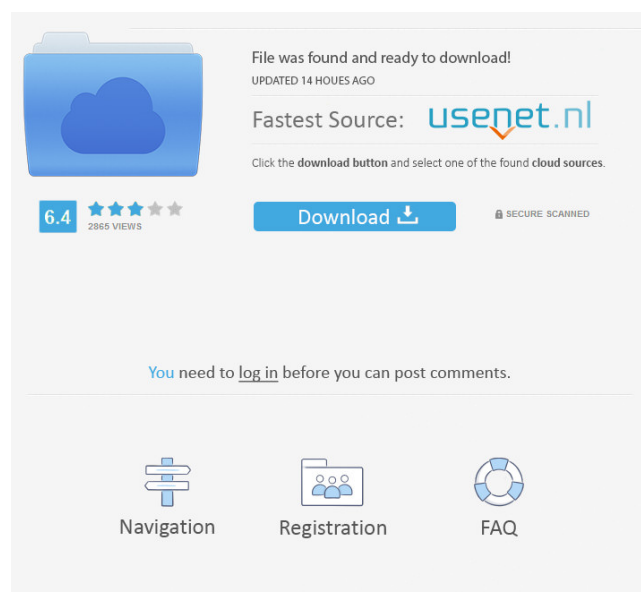 File was found and ready to download!
UPDATED 14 HOUES AGO
Fastest Source: usenet.nl
Click the download button and select one of the found cloud sources.
6.4
2865 VIEWS
Download
SECURE SCANNED
You need to log in before you can post comments.
Navigation
Registration
FAQ